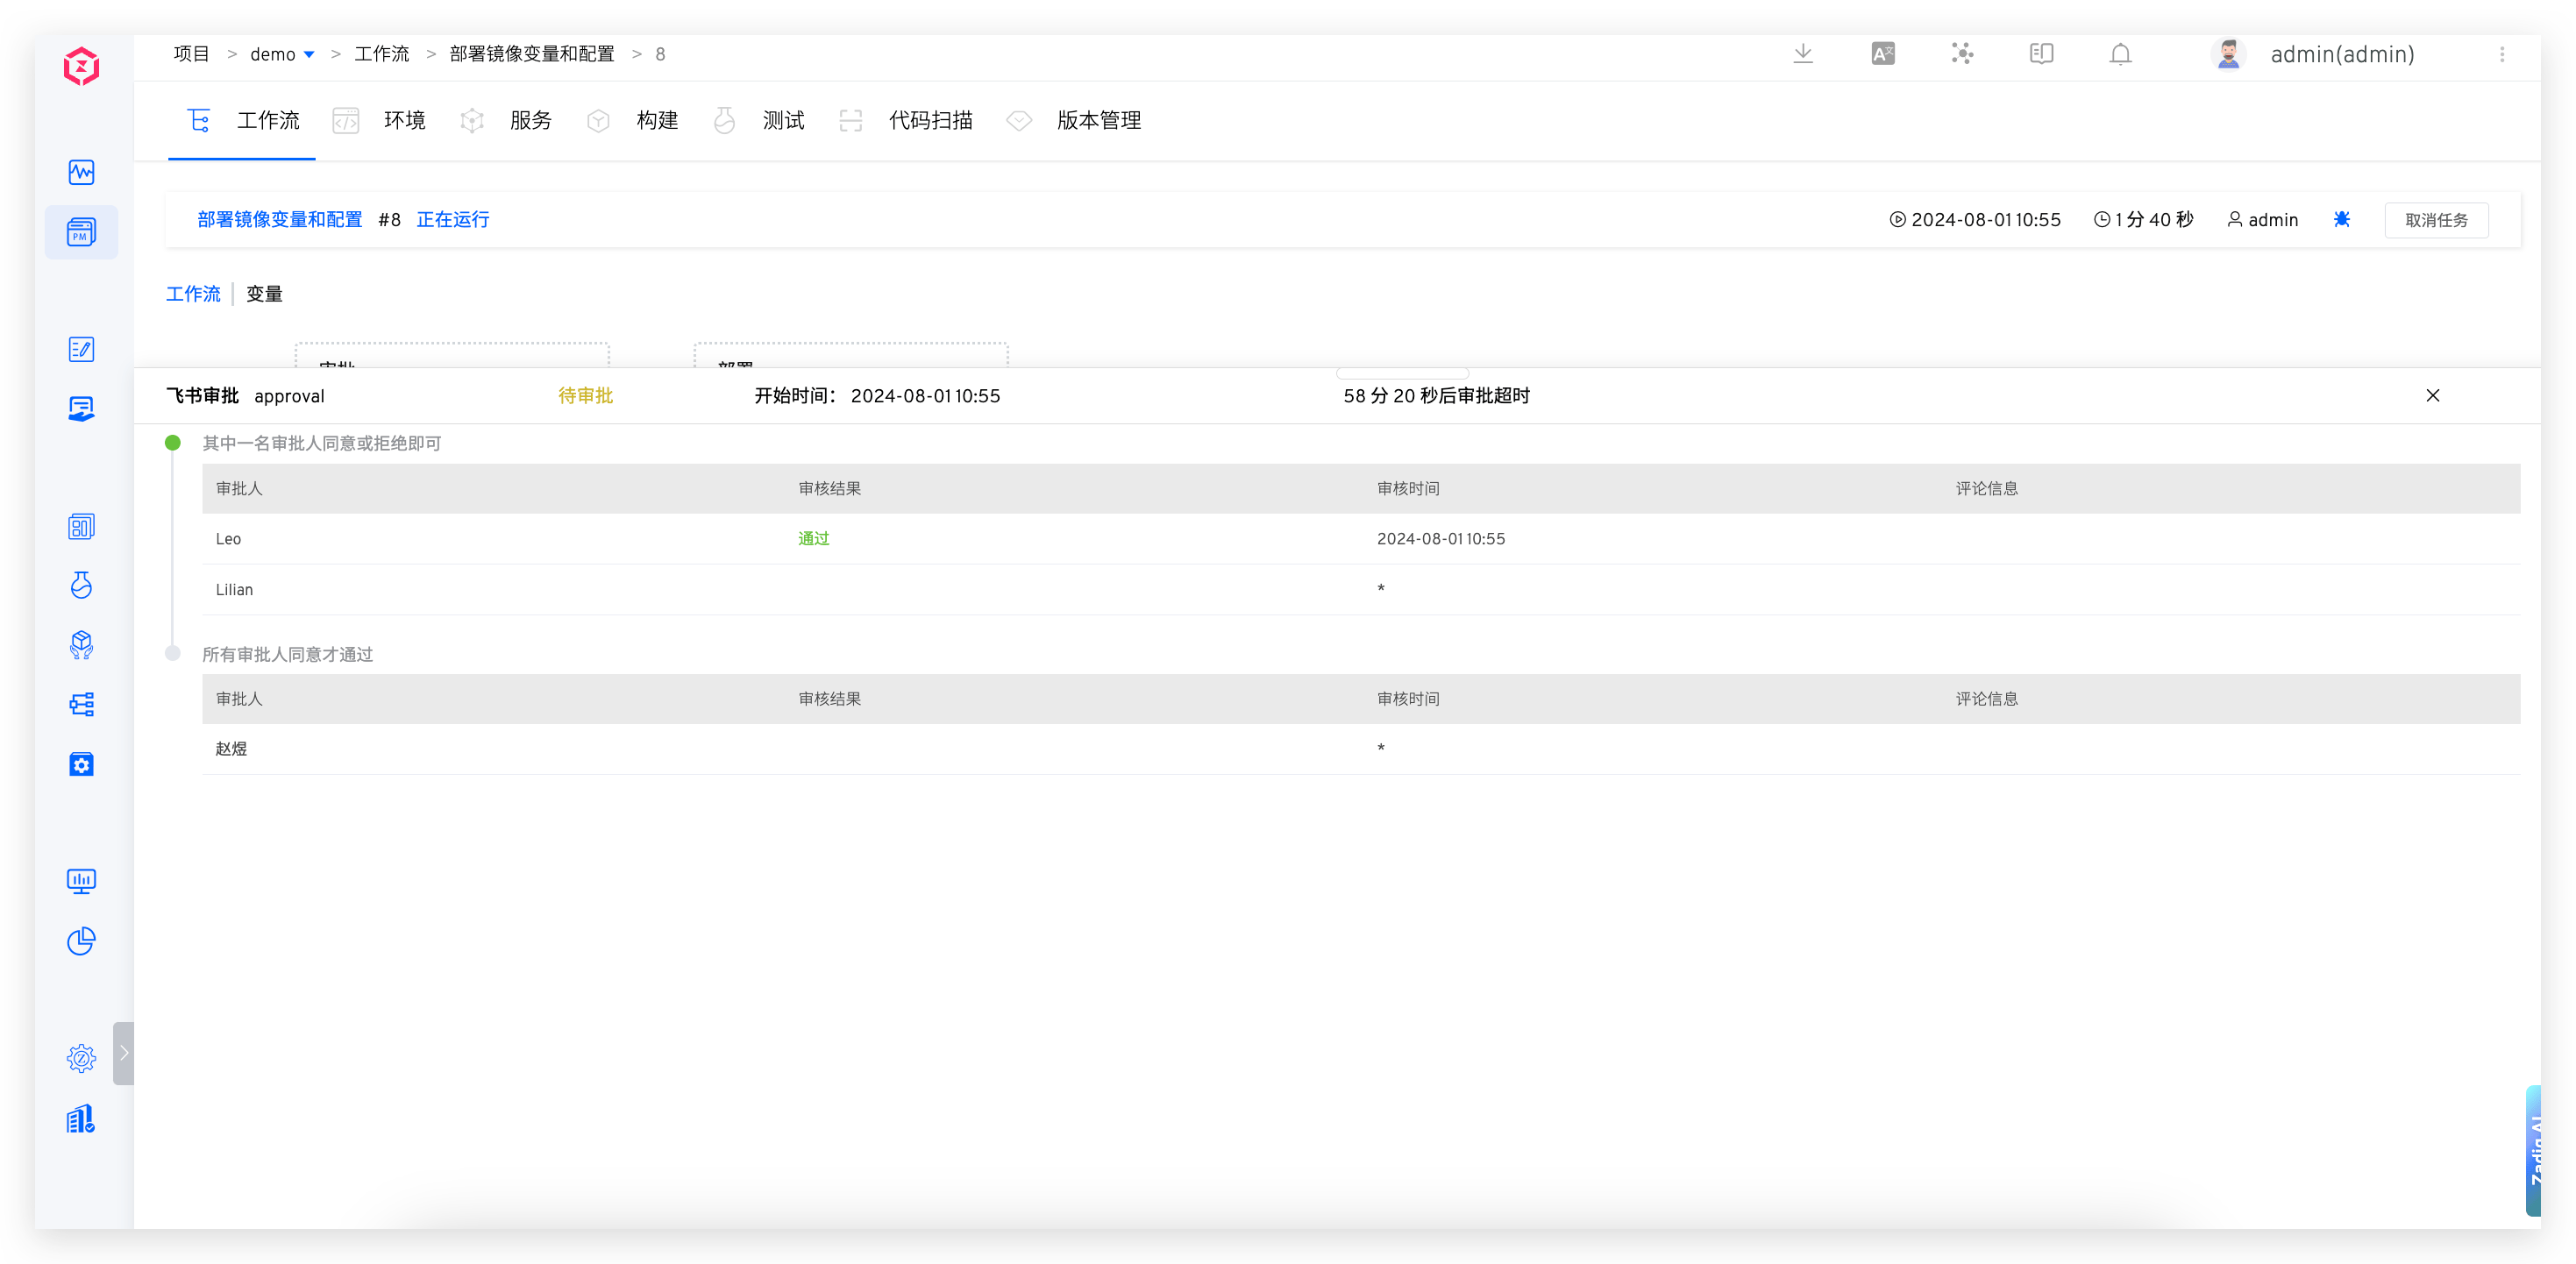 项目 > demo > 工作流 > 部署镜像变量和配置 > 8
admin(admin)
工作流 环境 服务 构建 测试 代码扫描 版本管理
部署镜像变量和配置 #8 正在运行
2024-08-01 10:55 1 分 40 秒 admin 取消任务
工作流 变量
审批 部署
飞书审批 approval 待审批 开始时间： 2024-08-01 10:55 58 分 20 秒后审批超时
其中一名审批人同意或拒绝即可
审批人 审核结果 审核时间 评论信息
Leo 通过 2024-08-01 10:55
Lilian *
所有审批人同意才通过
审批人 审核结果 审核时间 评论信息
赵煜 *
PM
Zadig AI